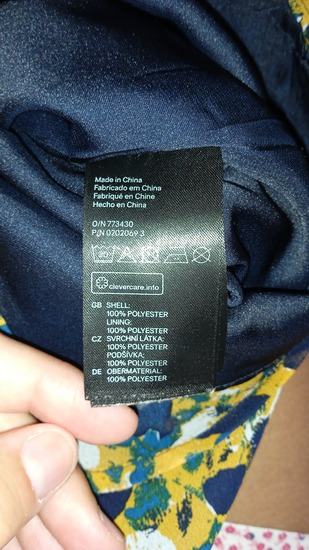 Made in China
Fabricado em China
Fabriqué en Chine
Hecho en China
O/N 773430
P/N 0202069 3
clevercare.info
GB SHELL:
100% POLYESTER
LINING:
100% POLYESTER
CZ SVRCHNÍ LÁTKA:
100% POLYESTER
PODŠÍVKA:
100% POLYESTER
DE OBERMATERIAL:
100% POLYESTER